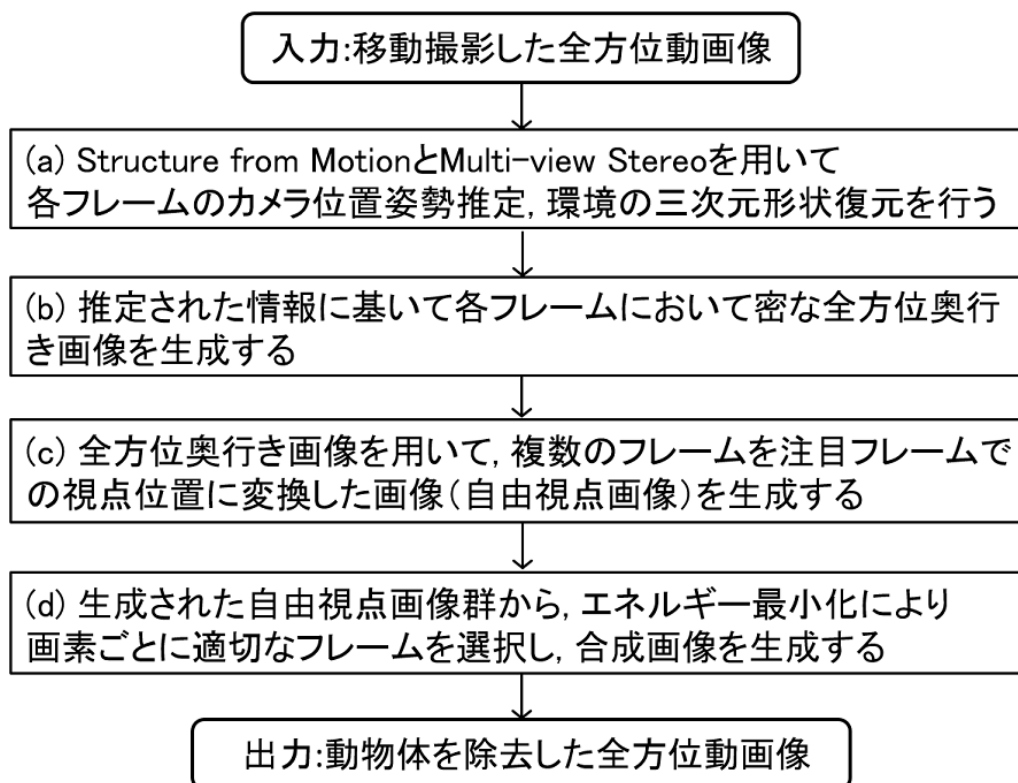 入力:移動撮影した全方位動画像
(a) Structure from MotionとMulti-view Stereoを用いて
各フレームのカメラ位置姿勢推定, 環境の三次元形状復元を行う
(b) 推定された情報に基いて各フレームにおいて密な全方位奥行
き画像を生成する
(c) 全方位奥行き画像を用いて, 複数のフレームを注目フレームで
の視点位置に変換した画像(自由視点画像)を生成する
(d) 生成された自由視点画像群から, エネルギー最小化により
画素ごとに適切なフレームを選択し, 合成画像を生成する
出力:動物体を除去した全方位動画像